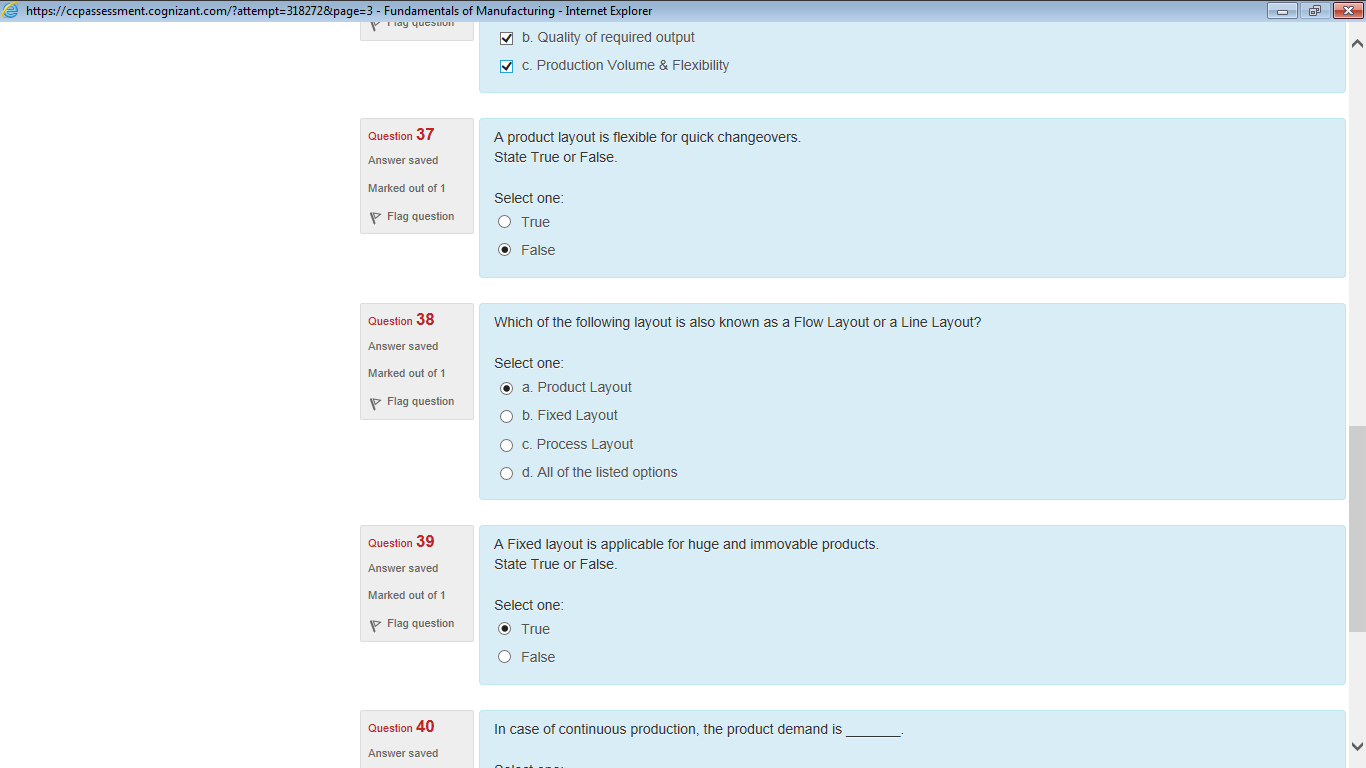 https://ccpassessment.cognizant.com/?attempt=318272&page=3 - Fundamentals of Manufacturing - Internet Explorer
Flag question
b. Quality of required output
c. Production Volume & Flexibility
Question 37
Answer saved
Marked out of 1
Flag question
A product layout is flexible for quick changeovers.
State True or False.
Select one:
True
False
Question 38
Answer saved
Marked out of 1
Flag question
Which of the following layout is also known as a Flow Layout or a Line Layout?
Select one:
a. Product Layout
b. Fixed Layout
c. Process Layout
d. All of the listed options
Question 39
Answer saved
Marked out of 1
Flag question
A Fixed layout is applicable for huge and immovable products.
State True or False.
Select one:
True
False
Question 40
Answer saved
In case of continuous production, the product demand is _______.
Select one: